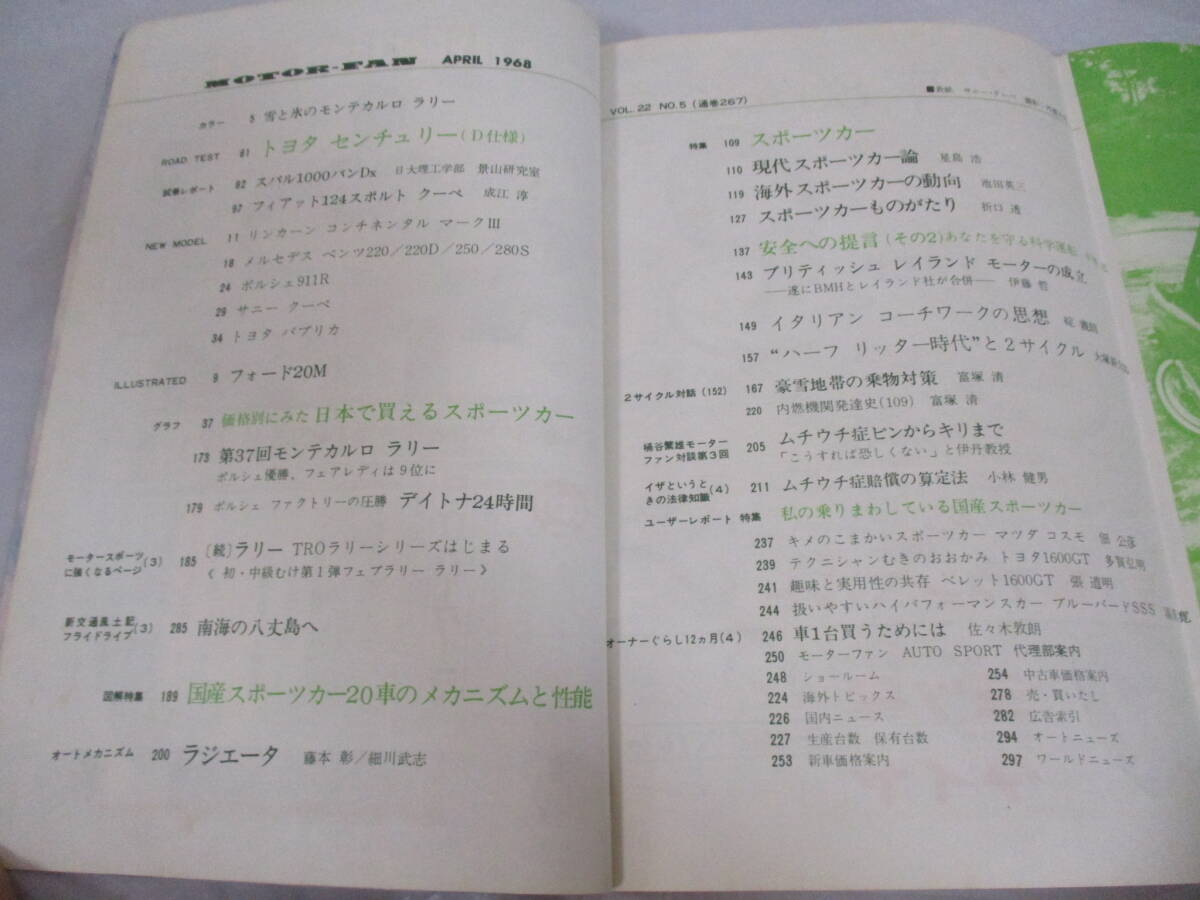 MOTOR-FAN APRIL 1968
カラー 5 雪と氷のモンテカルロ ラリー
ROAD TEST 61 トヨタ センチュリー(D仕様)
試乗レポート 82 スバル1000バンDx 日大理工学部 景山研究室
97 フィアット124スポルト クーペ 成江 淳
NEW MODEL 11 リンカーン コンチネンタル マークⅢ
18 メルセデス ベンツ220/220D/250/280S
24 ポルシェ911R
29 サニー クーペ
34 トヨタ パブリカ
ILLUSTRATED 9 フォード20M
グラフ 37 価格別にみた 日本で買えるスポーツカー
173 第37回モンテカルロ ラリー
ポルシェ優勝、フェアレディは9位に
179 ポルシェ ファクトリーの圧勝 デイトナ24時間
モータースポーツに強くなるページ(3) 185 〔続〕ラリー TROラリーシリーズはじまる
《初・中級むけ第1弾フェブラリー ラリー》
新交通風土記
フライドライブ(3) 285 南海の八丈島へ
図解特集 189 国産スポーツカー20車のメカニズムと性能
オートメカニズム 200 ラジエータ 藤本 彰/細川武志
VOL. 22 NO.5 (通巻267)
■表紙
特集 109 スポーツカー
110 現代スポーツカー論 星島 浩
119 海外スポーツカーの動向 池田英三
127 スポーツカーものがたり 折口 透
137 安全への提言(その2)あなたを守る科学運転
143 ブリティッシュ レイランド モーターの成立
——遂にBMHとレイランド社が合併—— 伊藤 哲
149 イタリアン コーチワークの思想
157 “ハーフ リッター時代”と2サイクル
2サイクル対話(152) 167 豪雪地帯の乗物対策 富塚 清
220 内燃機関発達史(109) 富塚 清
桶谷繁雄モーター
ファン対談第3回 205 ムチウチ症ピンからキリまで
「こうすれば恐しくない」と伊丹教授
イザというと
きの法律知識(4) 211 ムチウチ症賠償の算定法 小林 健男
ユーザーレポート 特集 私の乗りまわしている国産スポーツカー
237 キメのこまかいスポーツカー マツダ コスモ 佃 公彦
239 テクニシャンむきのおおかみ トヨタ1600GT 多賀弘明
241 趣味と実用性の共存 ベレット1600GT 張 道明
244 扱いやすいハイパフォーマンスカー ブルーバードSSS
オーナーぐらし12ヵ月(4) 246 車1台買うためには 佐々木敦朗
250 モーターファン AUTO SPORT 代理部案内
248 ショールーム 254 中古車価格案内
224 海外トピックス 278 売・買いたし
226 国内ニュース 282 広告索引
227 生産台数 保有台数 294 オートニューズ
253 新車価格案内 297 ワールドニューズ